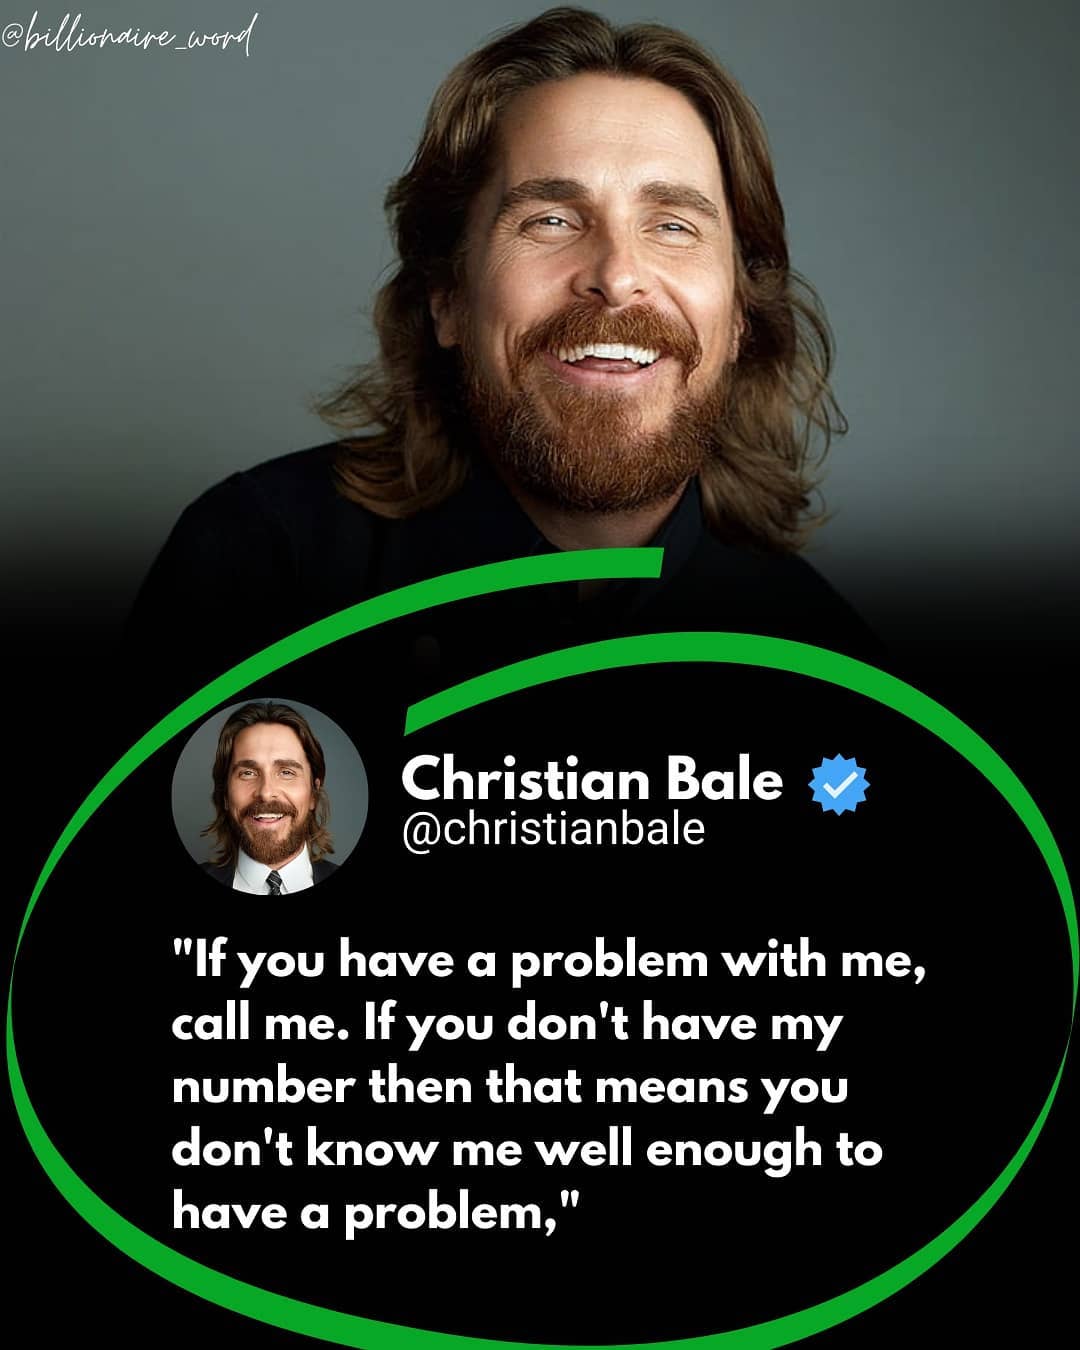 @billionaire_word
Christian Bale
@christianbale
"If you have a problem with me,
call me. If you don't have my
number then that means you
don't know me well enough to
have a problem,"